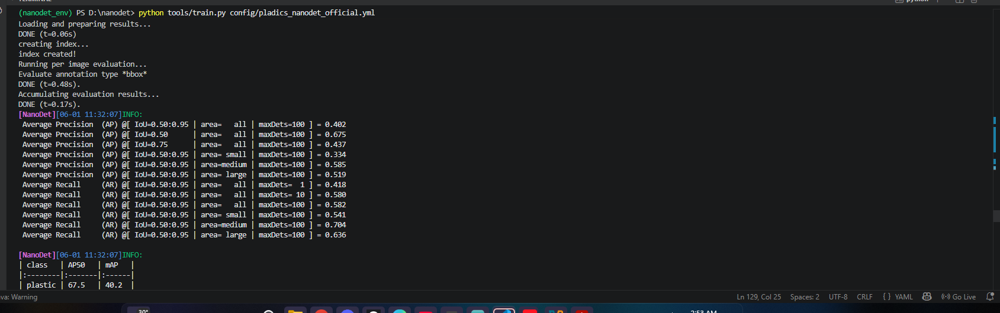 (nanodet_env) PS D:\nanodet> python tools/train.py config/pladics_nanodet_official.yml
Loading and preparing results...
DONE (t=0.06s)
creating index...
index created!
Running per image evaluation...
Evaluate annotation type *bbox*
DONE (t=0.48s).
Accumulating evaluation results...
DONE (t=0.17s).
[NanoDet][06-01 11:32:07]INFO:
Average Precision  (AP) @[ IoU=0.50:0.95 | area=   all | maxDets=100 ] = 0.402
Average Precision  (AP) @[ IoU=0.50      | area=   all | maxDets=100 ] = 0.675
Average Precision  (AP) @[ IoU=0.75      | area=   all | maxDets=100 ] = 0.437
Average Precision  (AP) @[ IoU=0.50:0.95 | area= small | maxDets=100 ] = 0.334
Average Precision  (AP) @[ IoU=0.50:0.95 | area=medium | maxDets=100 ] = 0.585
Average Precision  (AP) @[ IoU=0.50:0.95 | area= large | maxDets=100 ] = 0.519
Average Recall     (AR) @[ IoU=0.50:0.95 | area=   all | maxDets=  1 ] = 0.418
Average Recall     (AR) @[ IoU=0.50:0.95 | area=   all | maxDets= 10 ] = 0.580
Average Recall     (AR) @[ IoU=0.50:0.95 | area=   all | maxDets=100 ] = 0.582
Average Recall     (AR) @[ IoU=0.50:0.95 | area= small | maxDets=100 ] = 0.541
Average Recall     (AR) @[ IoU=0.50:0.95 | area=medium | maxDets=100 ] = 0.704
Average Recall     (AR) @[ IoU=0.50:0.95 | area= large | maxDets=100 ] = 0.636
[NanoDet][06-01 11:32:07]INFO:
| class   | AP50   | mAP   |
|:--------|:-------|:------|
| plastic | 67.5   | 40.2  |
va: Warning
Ln 129, Col 25 Spaces: 2 UTF-8 CRLF { } YAML Go Live
30°